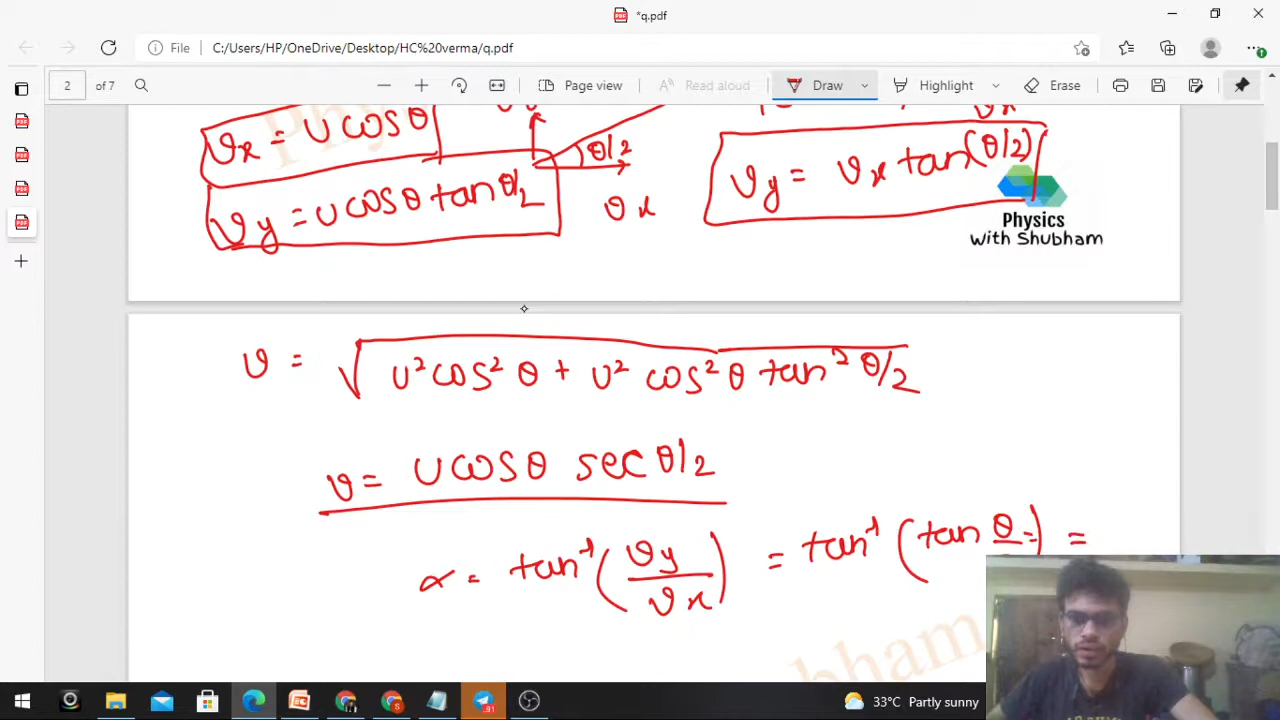 *q.pdf
File C:/Users/HP/OneDrive/Desktop/HC%20verma/q.pdf
2 of 7 Page view Read aloud Draw Highlight Erase
vx = u cos θ
θ/2
vy = vx tan(θ/2)
vy = u cos θ tan θ/2
vx
Physics
With Shubham
v = √(u² cos² θ + u² cos² θ tan² θ/2)
v = u cos θ sec θ/2
α = tan⁻¹ (vy/vx) = tan⁻¹ (tan θ ) =
Shubham
33°C Partly sunny